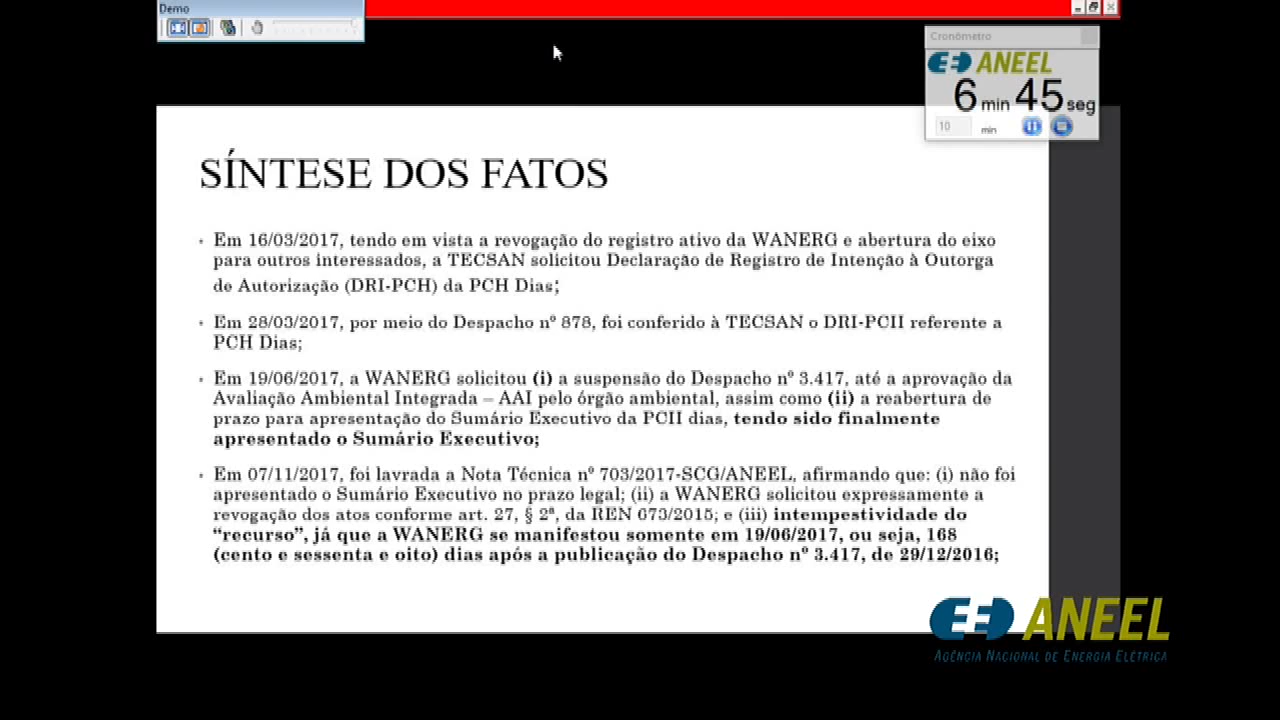 Demo
Cronômetro
ANEEL
6 min 45 seg
10 min
SÍNTESE DOS FATOS
• Em 16/03/2017, tendo em vista a revogação do registro ativo da WANERG e abertura do eixo
para outros interessados, a TECSAN solicitou Declaração de Registro de Intenção à Outorga
de Autorização (DRI-PCH) da PCH Dias;
• Em 28/03/2017, por meio do Despacho nº 878, foi conferido à TECSAN o DRI-PCH referente a
PCH Dias;
• Em 19/06/2017, a WANERG solicitou (i) a suspensão do Despacho nº 3.417, até a aprovação da
Avaliação Ambiental Integrada – AAI pelo órgão ambiental, assim como (ii) a reabertura de
prazo para apresentação do Sumário Executivo da PCH dias, tendo sido finalmente
apresentado o Sumário Executivo;
• Em 07/11/2017, foi lavrada a Nota Técnica nº 703/2017-SCG/ANEEL, afirmando que: (i) não foi
apresentado o Sumário Executivo no prazo legal; (ii) a WANERG solicitou expressamente a
revogação dos atos conforme art. 27, § 2ª, da REN 673/2015; e (iii) intempestividade do
“recurso”, já que a WANERG se manifestou somente em 19/06/2017, ou seja, 168
(cento e sessenta e oito) dias após a publicação do Despacho nº 3.417, de 29/12/2016;
ANEEL
AGÊNCIA NACIONAL DE ENERGIA ELÉTRICA